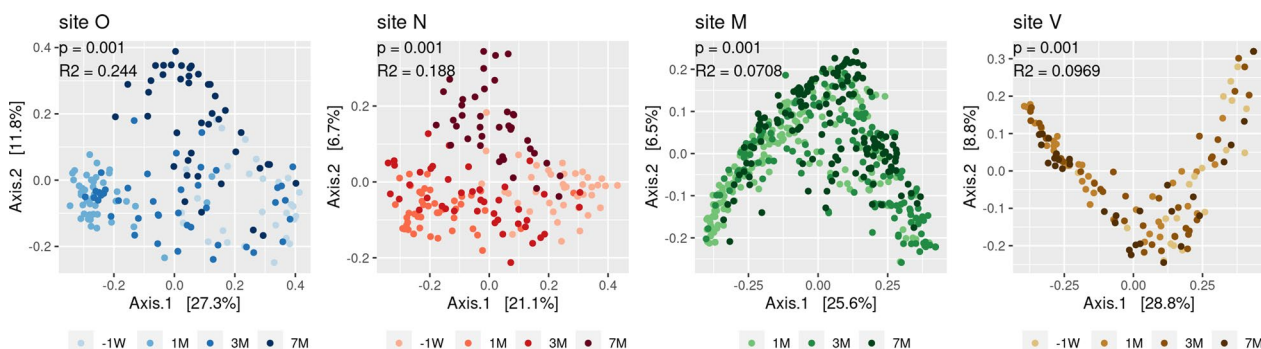 site O
p = 0.001
R2 = 0.244
0.4
0.2
0.0
-0.2
Axis.2 [11.8%]
-0.2 0.0 0.2 0.4
Axis.1 [27.3%]
-1W 1M 3M 7M
site N
p = 0.001
R2 = 0.188
0.2
0.0
-0.2
Axis.2 [6.7%]
-0.2 0.0 0.2 0.4
Axis.1 [21.1%]
-1W 1M 3M 7M
site M
p = 0.001
R2 = 0.0708
0.2
0.1
0.0
-0.1
-0.2
Axis.2 [6.5%]
-0.25 0.00 0.25
Axis.1 [25.6%]
1M 3M 7M
site V
p = 0.001
R2 = 0.0969
0.3
0.2
0.1
0.0
-0.1
-0.2
Axis.2 [8.8%]
-0.25 0.00 0.25
Axis.1 [28.8%]
-1W 1M 3M 7M